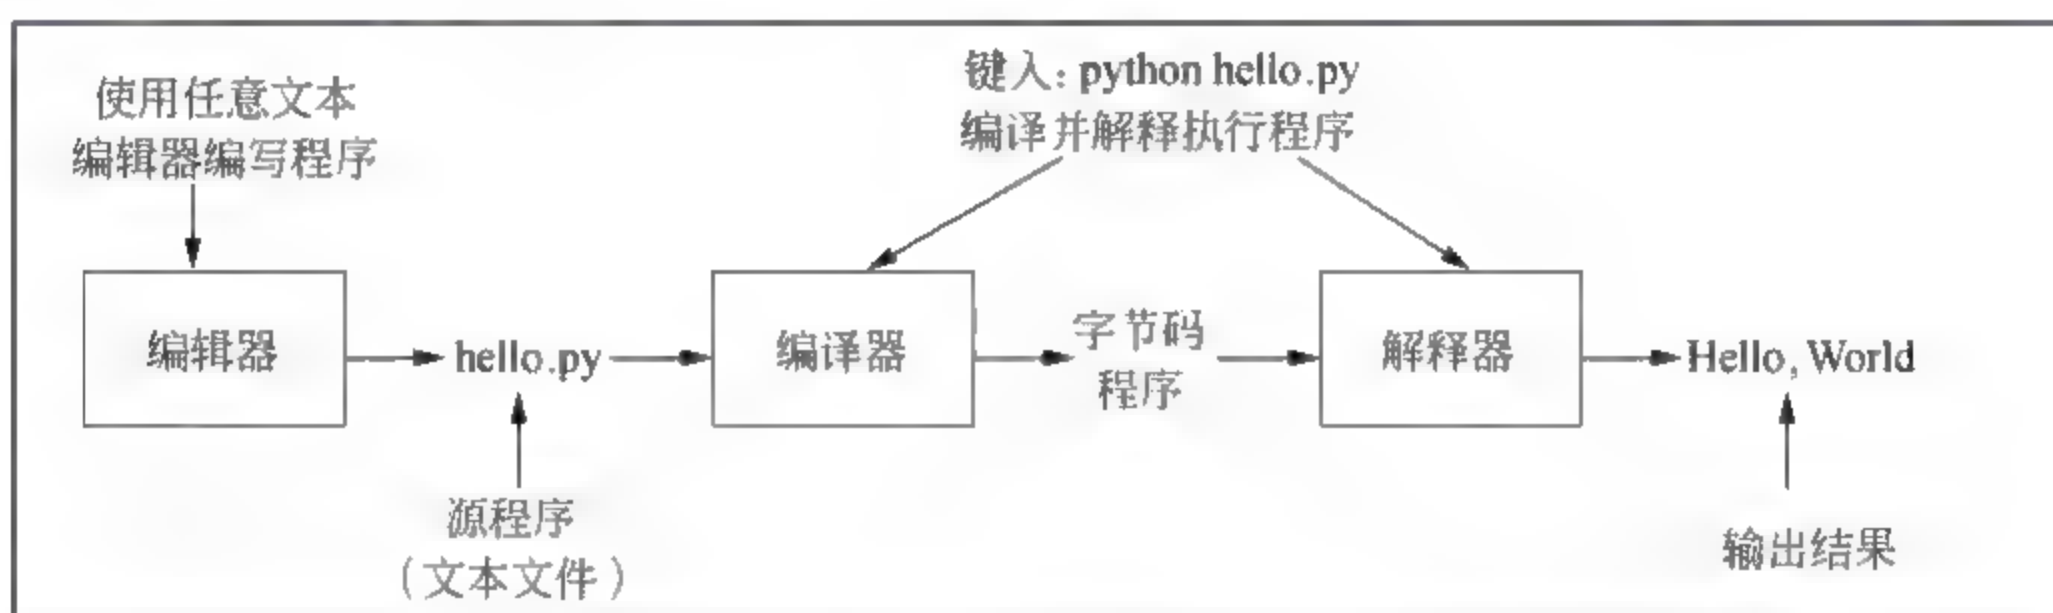 使用任意文本
编辑器编写程序
键入: python hello.py
编译并解释执行程序
编辑器
hello.py
编译器
字节码
程序
解释器
Hello, World
源程序
(文本文件)
输出结果